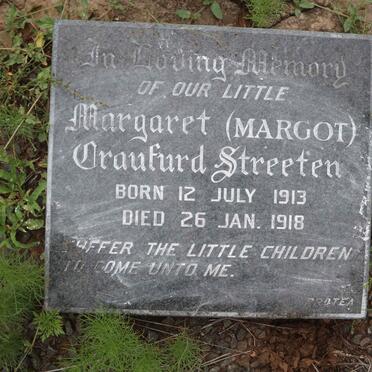 In Loving Memory
OF OUR LITTLE
Margaret (MARGOT)
Craufurd Streeten
BORN 12 JULY 1913
DIED 26 JAN. 1918
SUFFER THE LITTLE CHILDREN
TO COME UNTO ME.
PROTEA